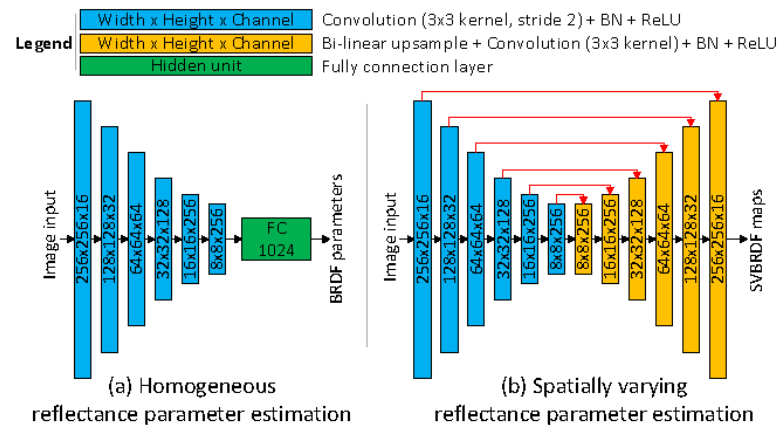 Legend
Width x Height x Channel
Convolution (3x3 kernel, stride 2) + BN + ReLU
Width x Height x Channel
Bi-linear upsample + Convolution (3x3 kernel) + BN + ReLU
Hidden unit
Fully connection layer
Image input
256x256x16
128x128x32
64x64x64
32x32x128
16x16x256
8x8x256
FC
1024
BRDF parameters
(a) Homogeneous
reflectance parameter estimation
Image input
256x256x16
128x128x32
64x64x64
32x32x128
16x16x256
8x8x256
8x8x256
16x16x256
32x32x128
64x64x64
128x128x32
256x256x16
SVBRDF maps
(b) Spatially varying
reflectance parameter estimation